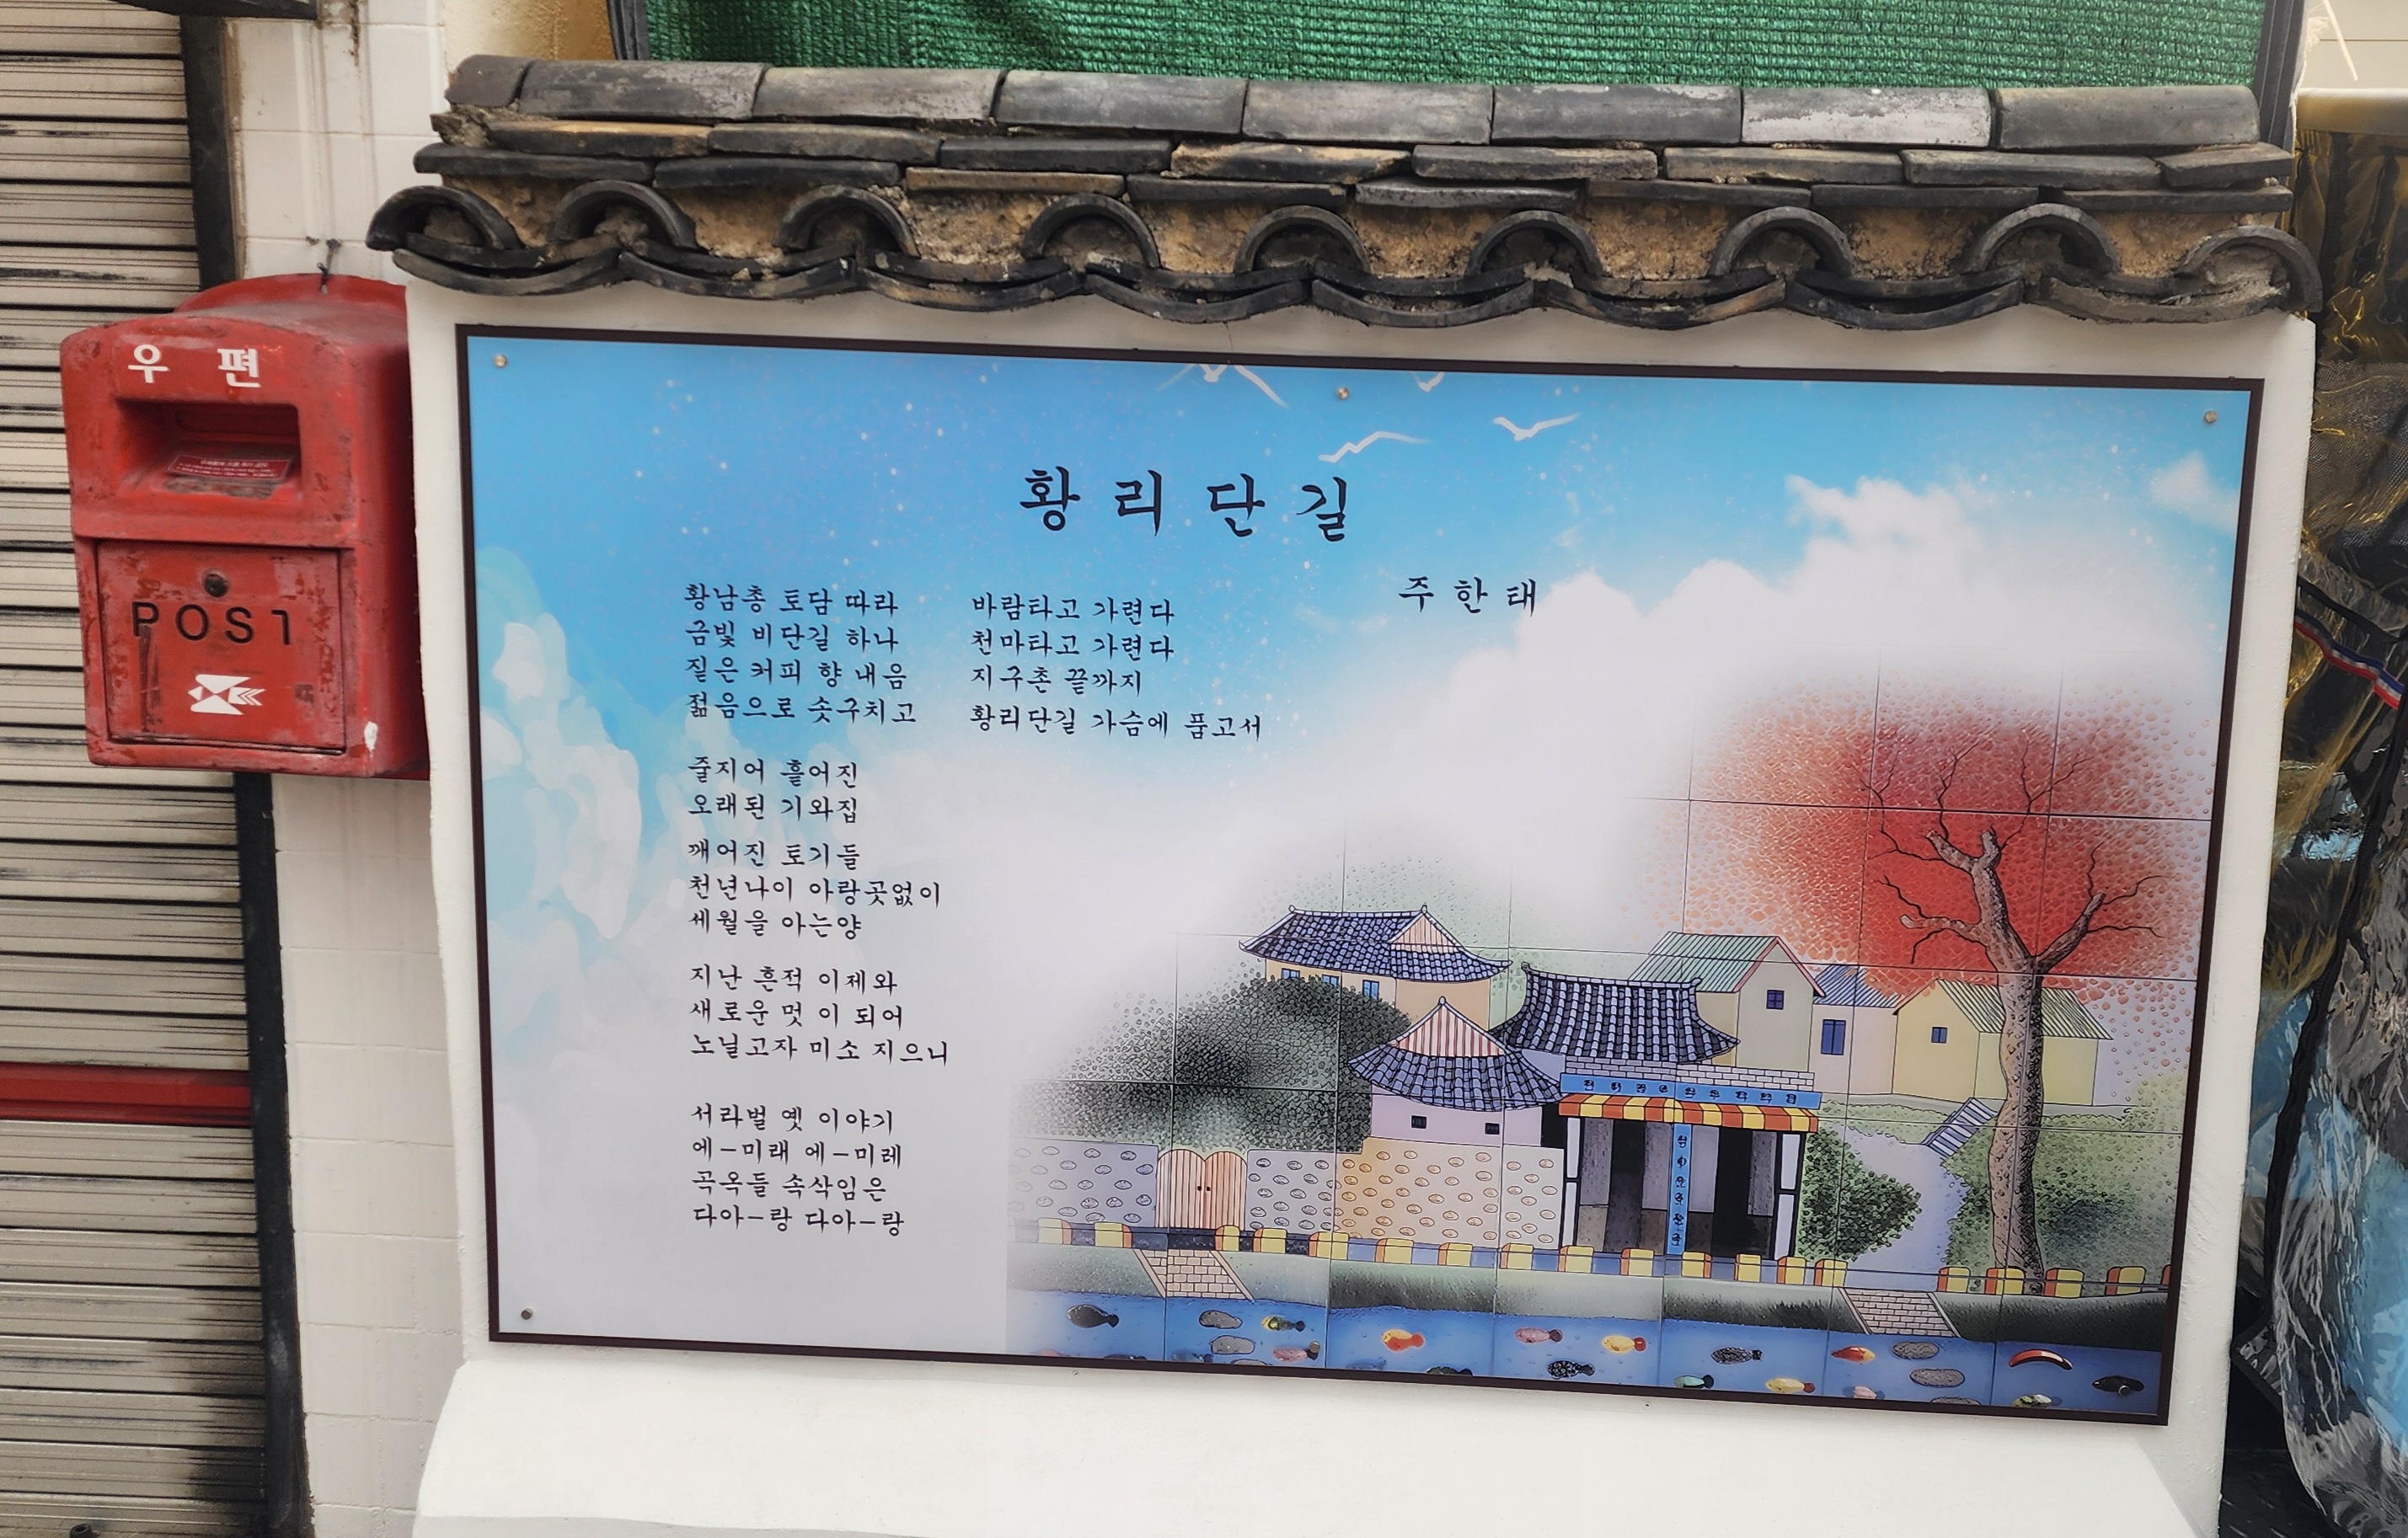 우 편
POST
황 리 단 길
주 한 태
황남총 토담 따라
금빛 비단길 하나
짙은 커피 향 내음
젊음으로 솟구치고
줄지어 흩어진
오래된 기와집
깨어진 토기들
천년나이 아랑곳없이
세월을 아는양
지난 흔적 이제와
새로운 멋 이 되어
노닐고자 미소 지으니
서라벌 옛 이야기
에-미래 에-미레
곡옥들 속삭임은
다아-랑 다아-랑
바람타고 가련다
천마타고 가련다
지구촌 끝까지
황리단길 가슴에 품고서